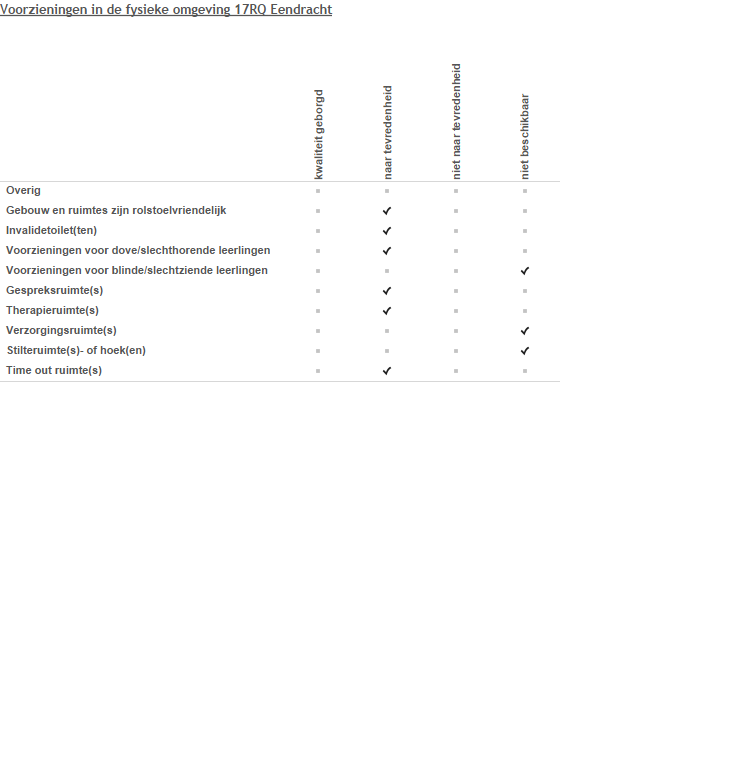 Voorzieningen in de fysieke omgeving 17RQ Eendracht
kwaliteit geborgd
naar tevredenheid
niet naar tevredenheid
niet beschikbaar
Overig
Gebouw en ruimtes zijn rolstoelvriendelijk
Invalidetoilet(ten)
Voorzieningen voor dove/slechthorende leerlingen
Voorzieningen voor blinde/slechtziende leerlingen
Gespreksruimte(s)
Therapieruimte(s)
Verzorgingsruimte(s)
Stilteruimte(s)- of hoek(en)
Time out ruimte(s)